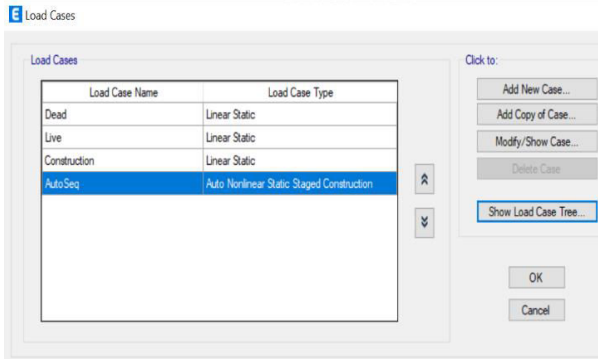 E Load Cases
Load Cases
Click to:
Load Case Name Load Case Type
Dead Linear Static
Live Linear Static
Construction Linear Static
AutoSeq Auto Nonlinear Static Staged Construction
Add New Case...
Add Copy of Case...
Modify/Show Case...
Delete Case
Show Load Case Tree...
OK
Cancel